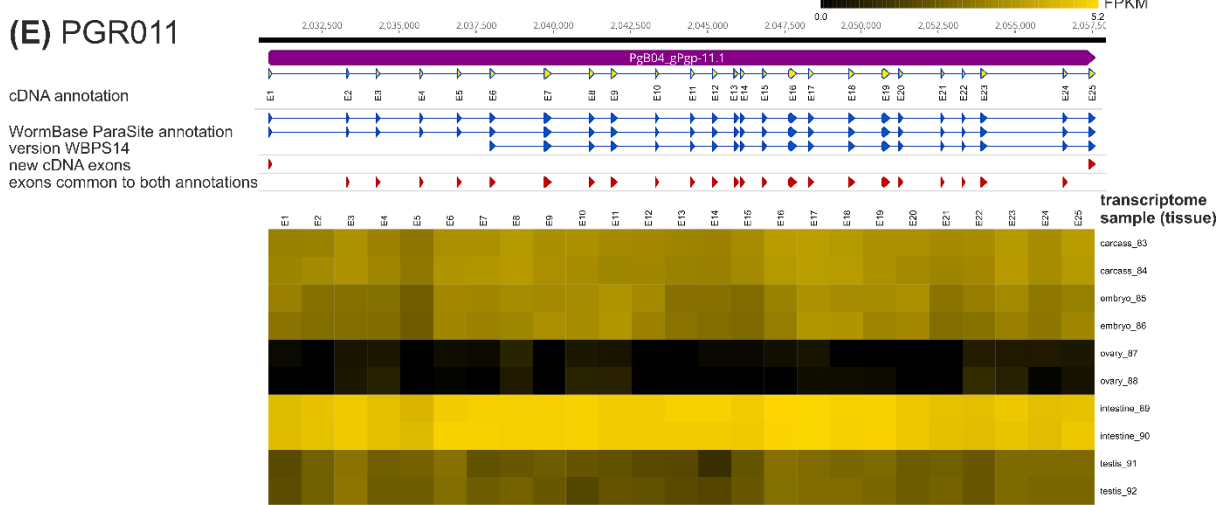 FPKM
0.0 5.2
(E) PGR011
2,032,500 2,035,000 2,037,500 2,040,000 2,042,500 2,045,000 2,047,500 2,050,000 2,052,500 2,055,000 2,057,50
PgB04_gPgp-11.1
cDNA annotation
E1 E2 E3 E4 E5 E6 E7 E8 E9 E10 E11 E12 E13 E14 E15 E16 E17 E18 E19 E20 E21 E22 E23 E24 E25
WormBase ParaSite annotation
version WBPS14
new cDNA exons
exons common to both annotations
transcriptome
sample (tissue)
E1 E2 E3 E4 E5 E6 E7 E8 E9 E10 E11 E12 E13 E14 E15 E16 E17 E18 E19 E20 E21 E22 E23 E24 E25
carcass_83
carcass_84
embryo_85
embryo_86
ovary_87
ovary_88
intestine_89
intestine_90
testis_91
testis_92